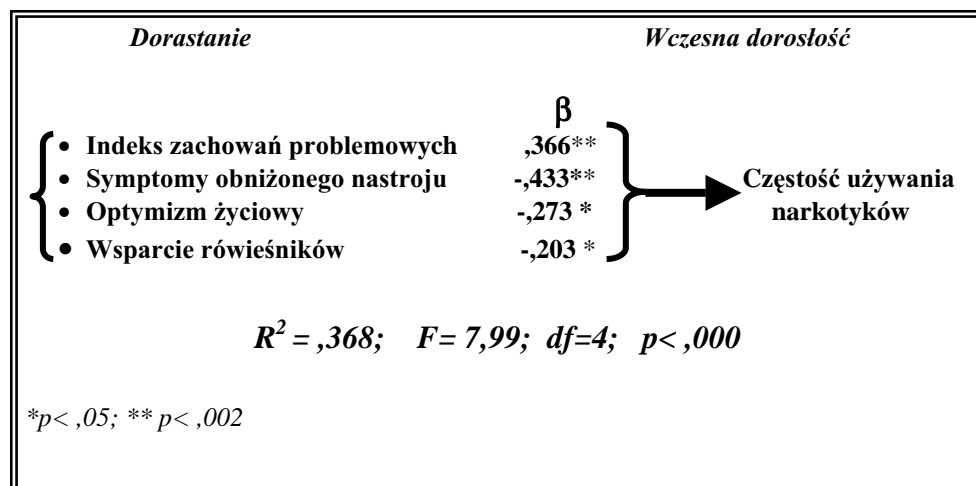 Dorastanie Wczesna dorosłość
β
• Indeks zachowań problemowych ,366**
• Symptomy obniżonego nastroju -,433**
• Optymizm życiowy -,273 *
• Wsparcie rówieśników -,203 *
Częstość używania
narkotyków
R² = ,368; F= 7,99; df=4; p< ,000
*p< ,05; ** p< ,002